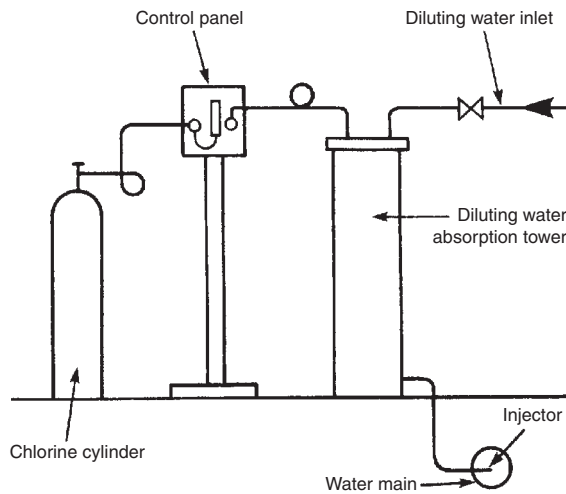 Control panel
Diluting water inlet
Diluting water
absorption tower
Injector
Chlorine cylinder
Water main